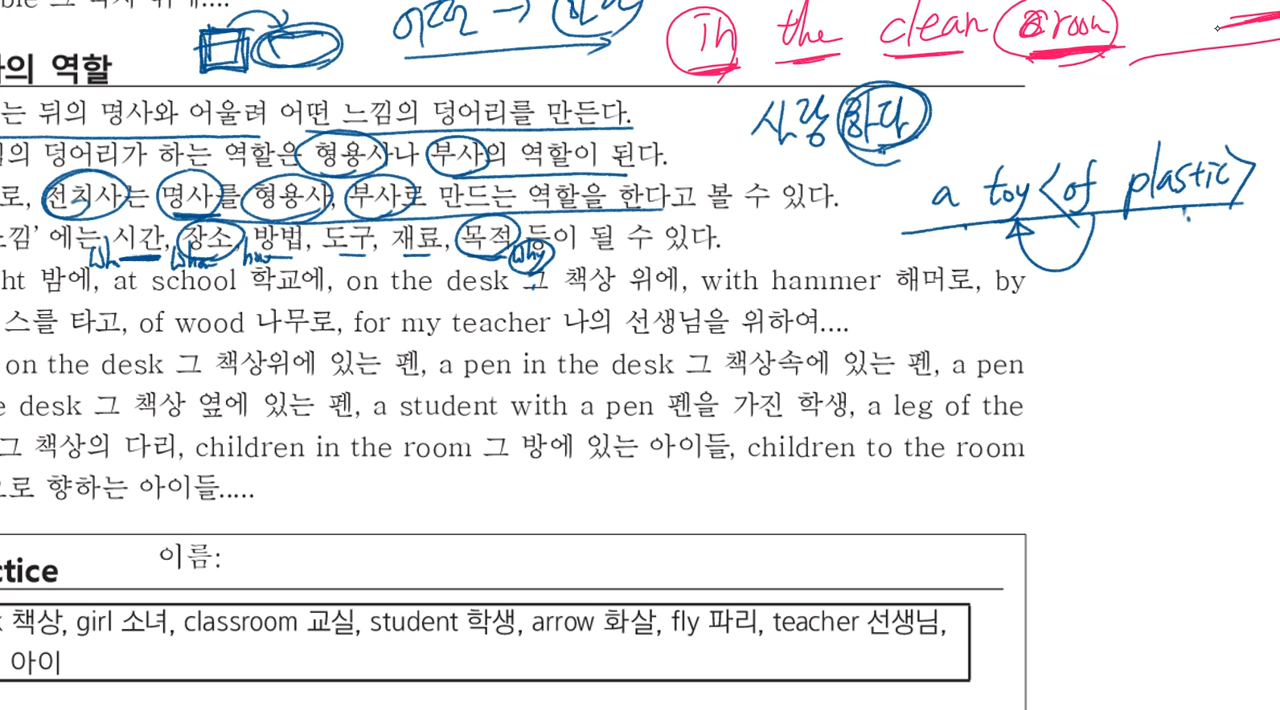 in the clean room
의 역할
는 뒤의 명사와 어울려 어떤 느낌의 덩어리를 만든다.
사랑하다
의 덩어리가 하는 역할은 형용사나 부사의 역할이 된다.
로, 전치사는 명사를 형용사, 부사로 만드는 역할을 한다고 볼 수 있다.
a toy <of plastic>
느낌' 에는 시간, 장소, 방법, 도구, 재료, 목적 등이 될 수 있다.
why
ht 밤에, at school 학교에, on the desk 그 책상 위에, with hammer 해머로, by
스를 타고, of wood 나무로, for my teacher 나의 선생님을 위하여....
on the desk 그 책상위에 있는 펜, a pen in the desk 그 책상속에 있는 펜, a pen
e desk 그 책상 옆에 있는 펜, a student with a pen 펜을 가진 학생, a leg of the
그 책상의 다리, children in the room 그 방에 있는 아이들, children to the room
으로 향하는 아이들.....
이름:
ctice
책상, girl 소녀, classroom 교실, student 학생, arrow 화살, fly 파리, teacher 선생님,
아이